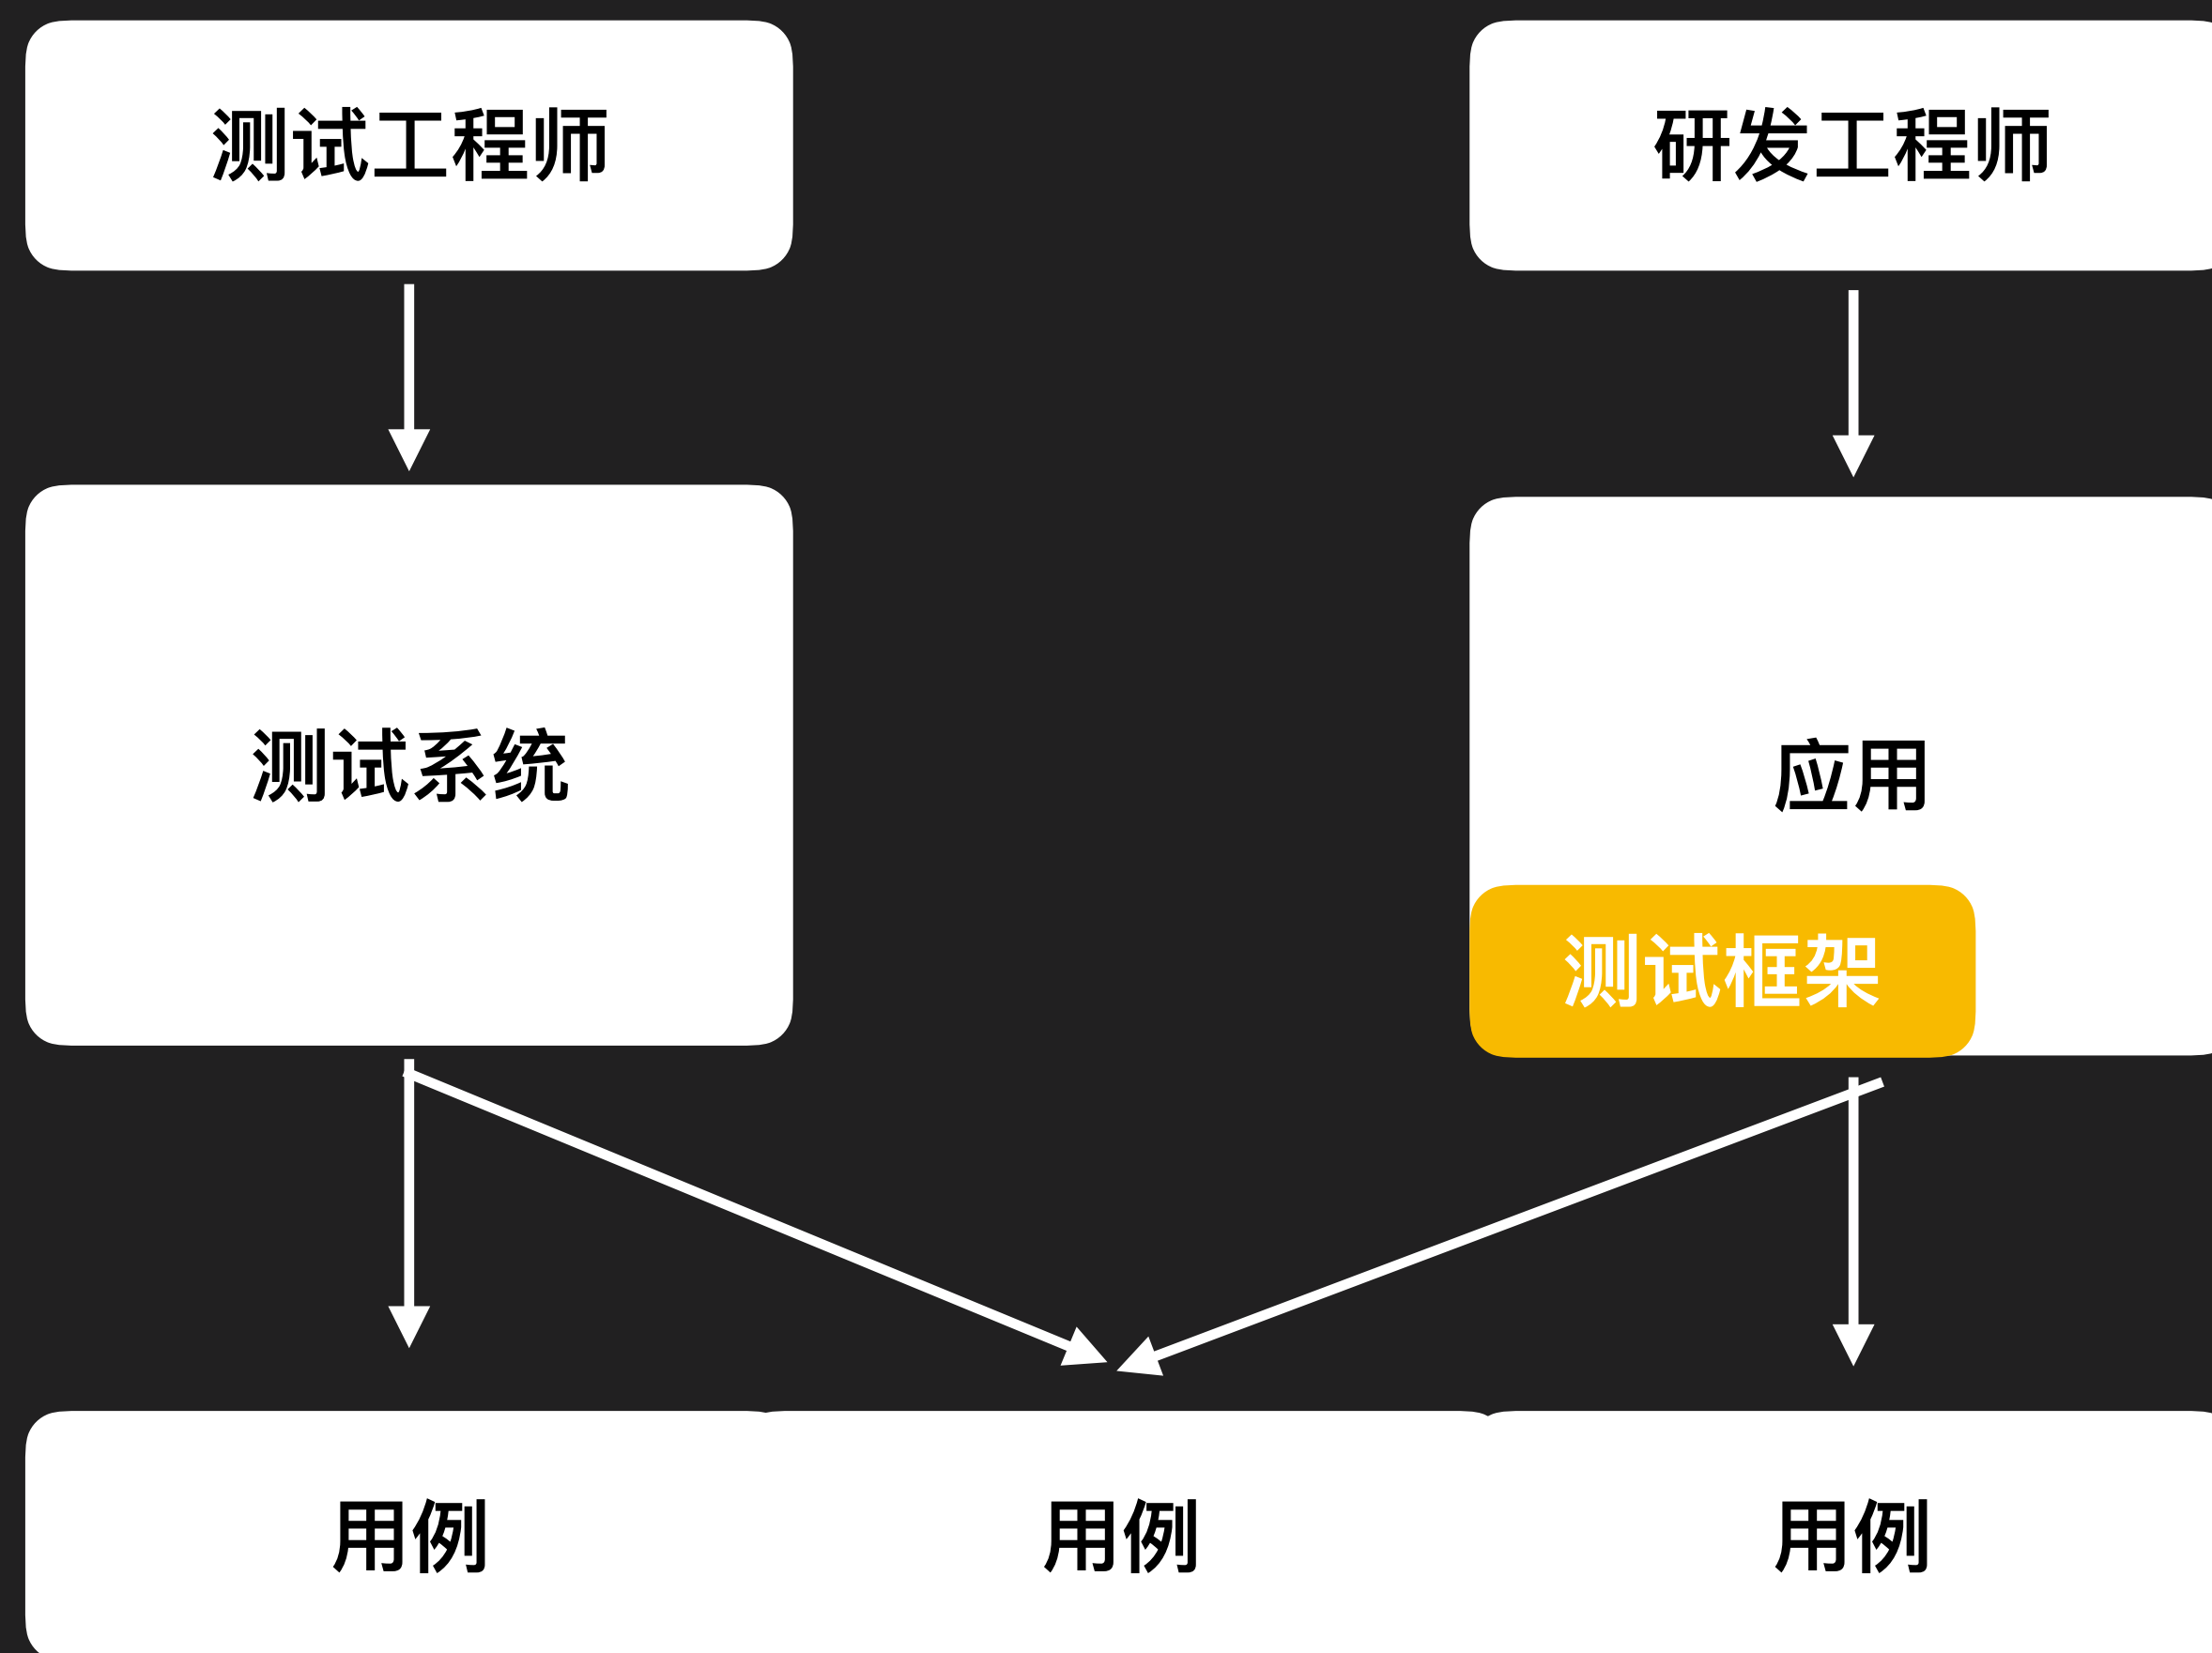 测试工程师
研发工程师
测试系统
应用
测试框架
用例
用例
用例